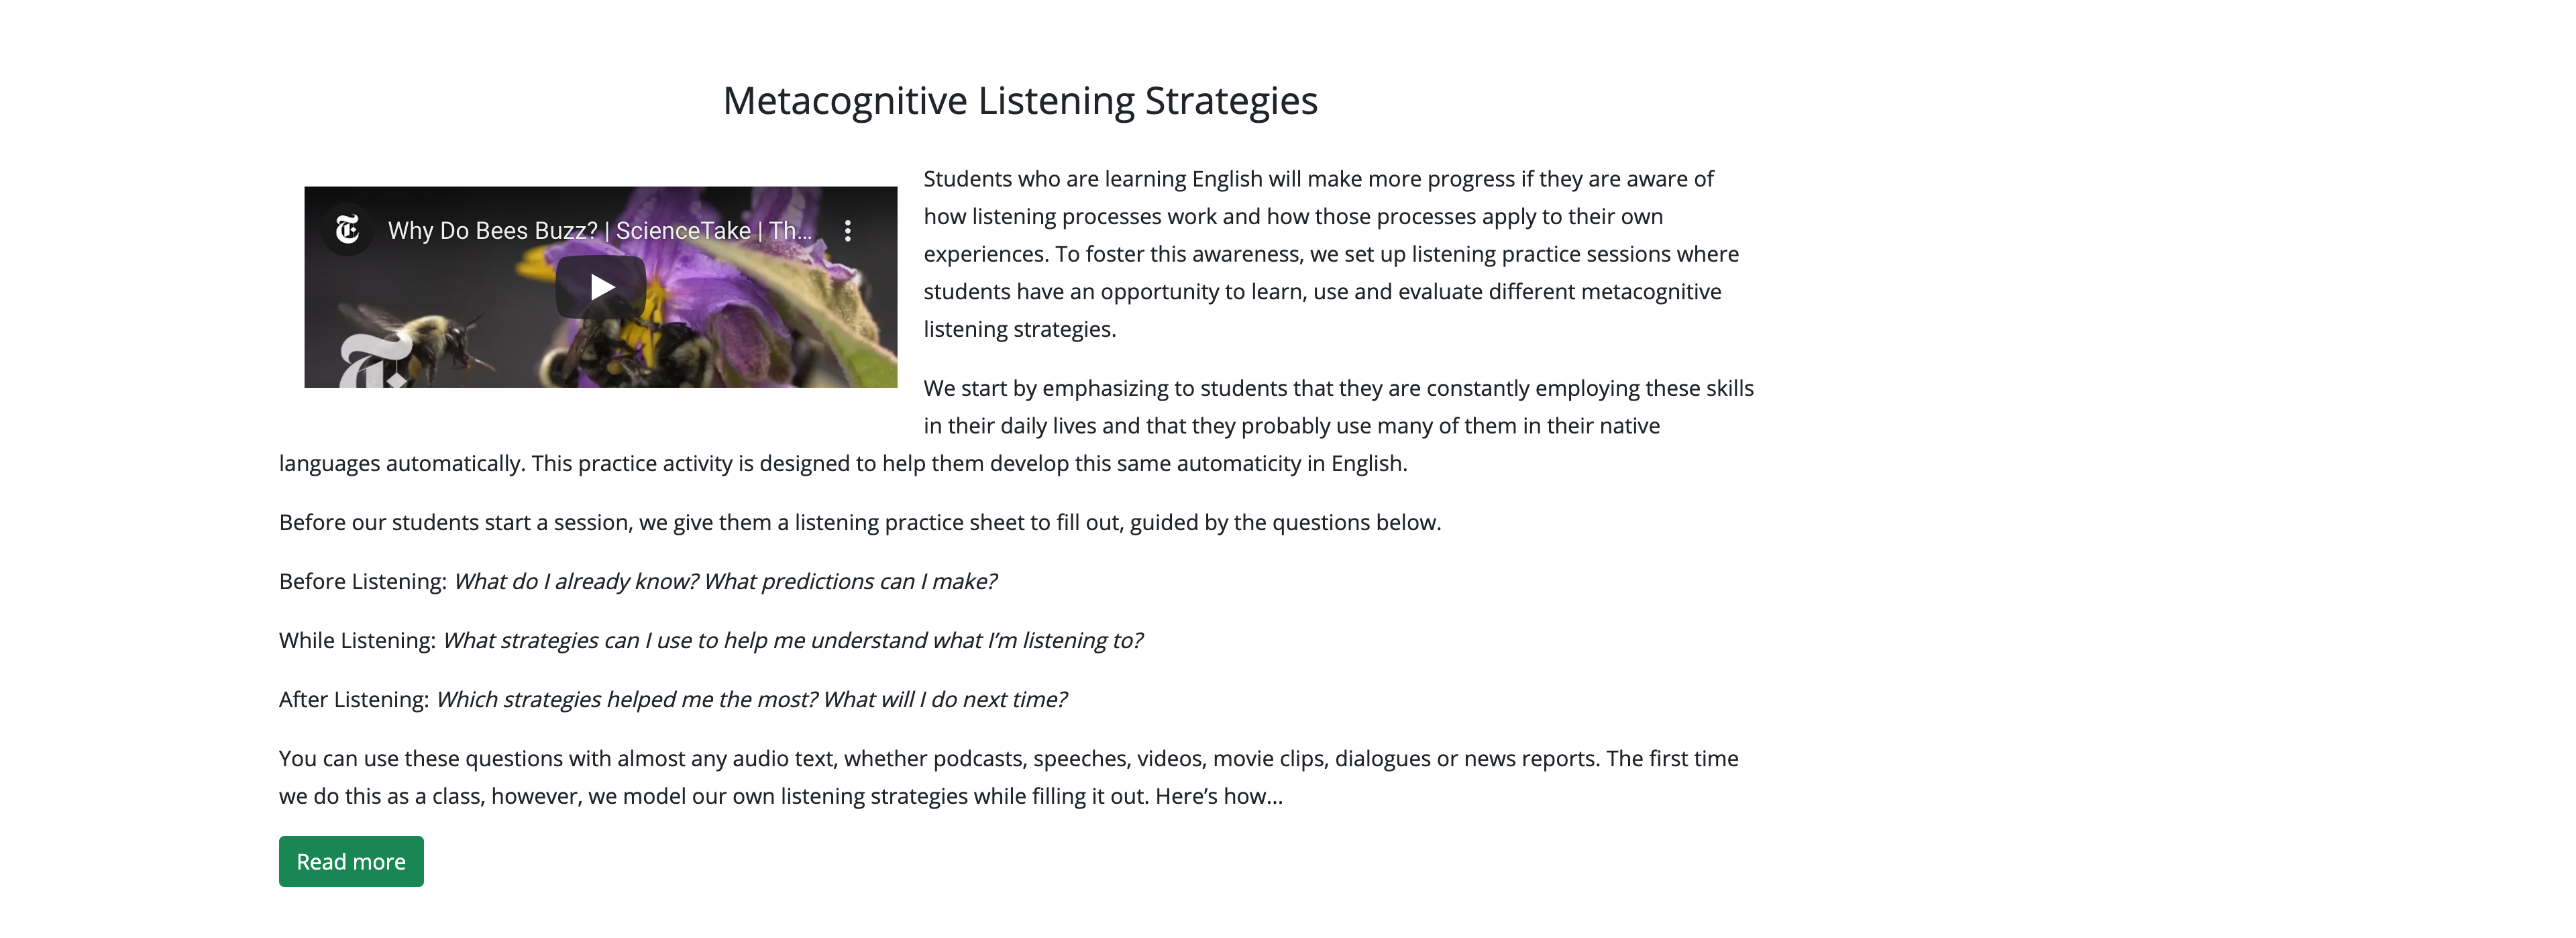 Metacognitive Listening Strategies
Why Do Bees Buzz? | ScienceTake | Th...
Students who are learning English will make more progress if they are aware of
how listening processes work and how those processes apply to their own
experiences. To foster this awareness, we set up listening practice sessions where
students have an opportunity to learn, use and evaluate different metacognitive
listening strategies.
We start by emphasizing to students that they are constantly employing these skills
in their daily lives and that they probably use many of them in their native
languages automatically. This practice activity is designed to help them develop this same automaticity in English.
Before our students start a session, we give them a listening practice sheet to fill out, guided by the questions below.
Before Listening: What do I already know? What predictions can I make?
While Listening: What strategies can I use to help me understand what I’m listening to?
After Listening: Which strategies helped me the most? What will I do next time?
You can use these questions with almost any audio text, whether podcasts, speeches, videos, movie clips, dialogues or news reports. The first time
we do this as a class, however, we model our own listening strategies while filling it out. Here’s how...
Read more